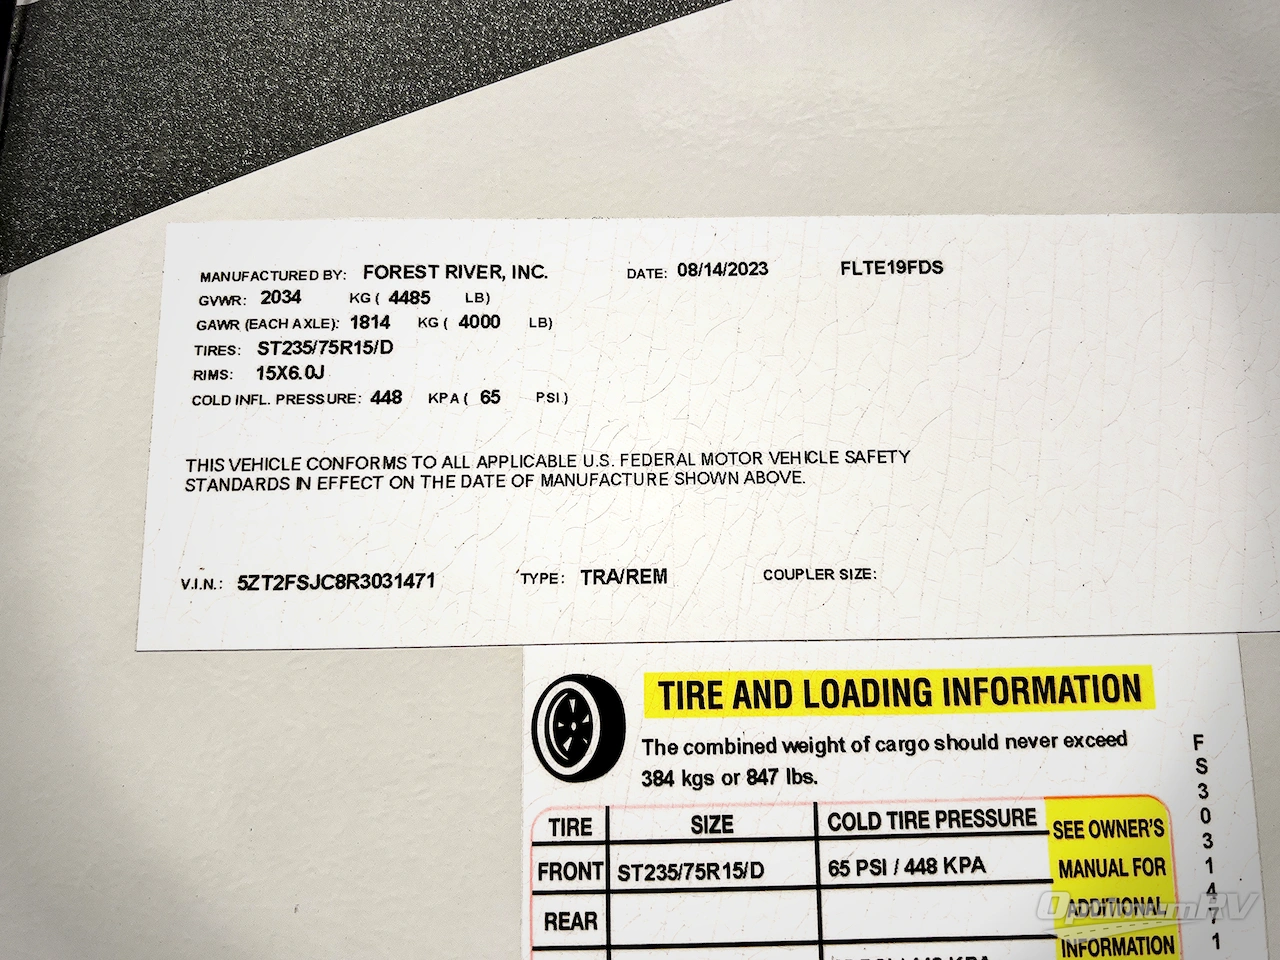 MANUFACTURED BY: FOREST RIVER, INC. DATE: 08/14/2023 FLTE19FDS
GVWR: 2034 KG ( 4485 LB)
GAWR (EACH AXLE): 1814 KG ( 4000 LB)
TIRES: ST235/75R15/D
RIMS: 15X6.0J
COLD INFL. PRESSURE: 448 KPA ( 65 PSI )
THIS VEHICLE CONFORMS TO ALL APPLICABLE U.S. FEDERAL MOTOR VEHICLE SAFETY
STANDARDS IN EFFECT ON THE DATE OF MANUFACTURE SHOWN ABOVE.
V.I.N.: 5ZT2FSJC8R3031471 TYPE: TRA/REM COUPLER SIZE:
TIRE AND LOADING INFORMATION
The combined weight of cargo should never exceed
384 kgs or 847 lbs.
TIRE SIZE COLD TIRE PRESSURE
FRONT ST235/75R15/D 65 PSI / 448 KPA
REAR
SEE OWNER'S
MANUAL FOR
ADDITIONAL
INFORMATION
FS3031471
OptimumRV